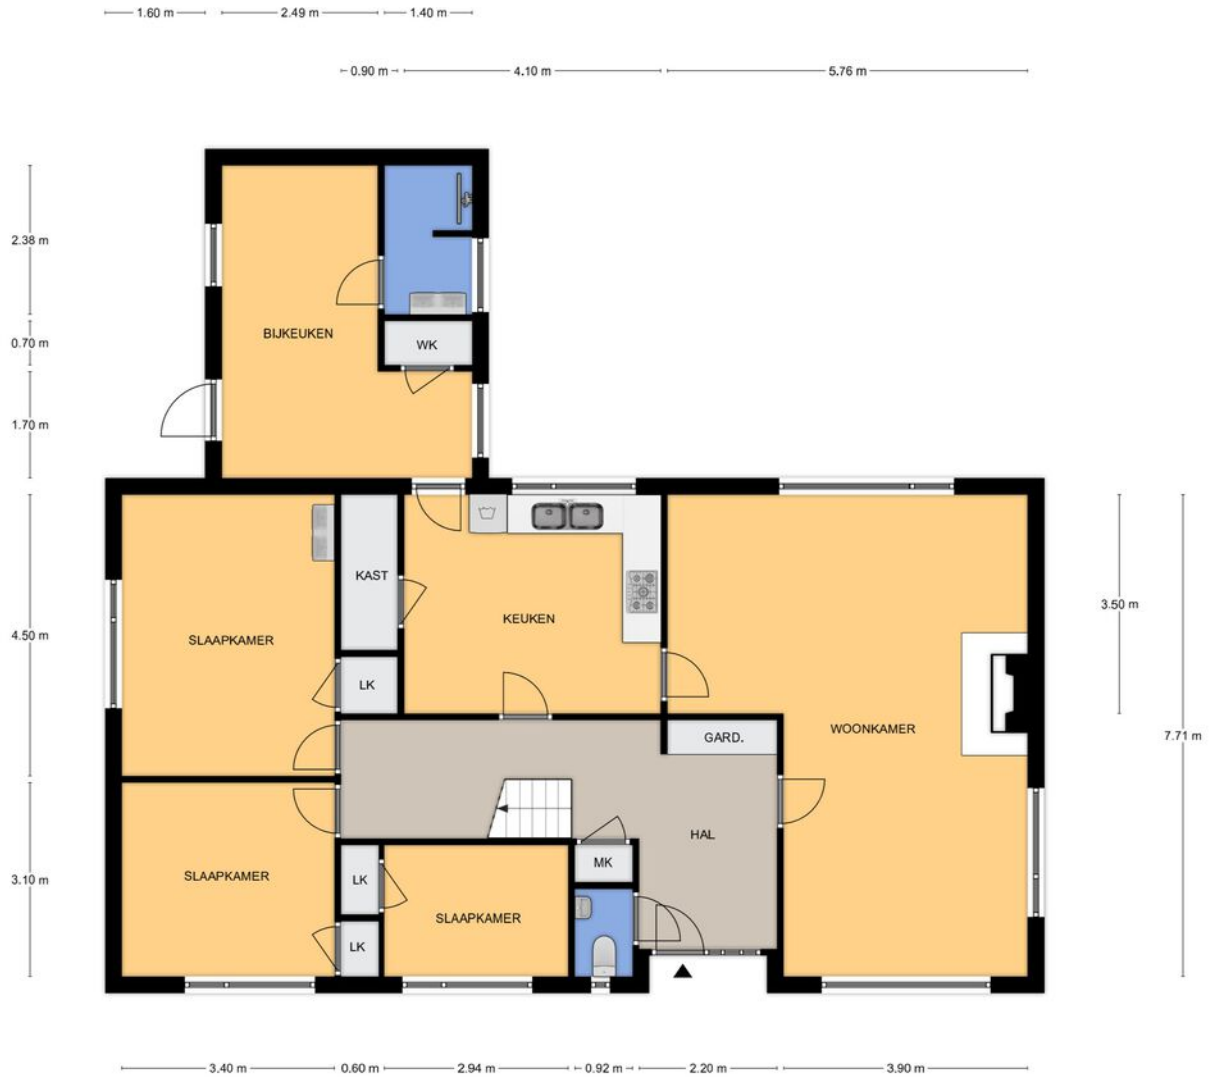 1.60 m 2.49 m 1.40 m
0.90 m 4.10 m 5.76 m
2.38 m
BIJKEUKEN
0.70 m
WK
1.70 m
KAST
3.50 m
KEUKEN
4.50 m
SLAAPKAMER
LK
WOONKAMER
GARD.
7.71 m
HAL
MK
3.10 m
SLAAPKAMER
LK
SLAAPKAMER
LK
3.40 m 0.60 m 2.94 m 0.92 m 2.20 m 3.90 m